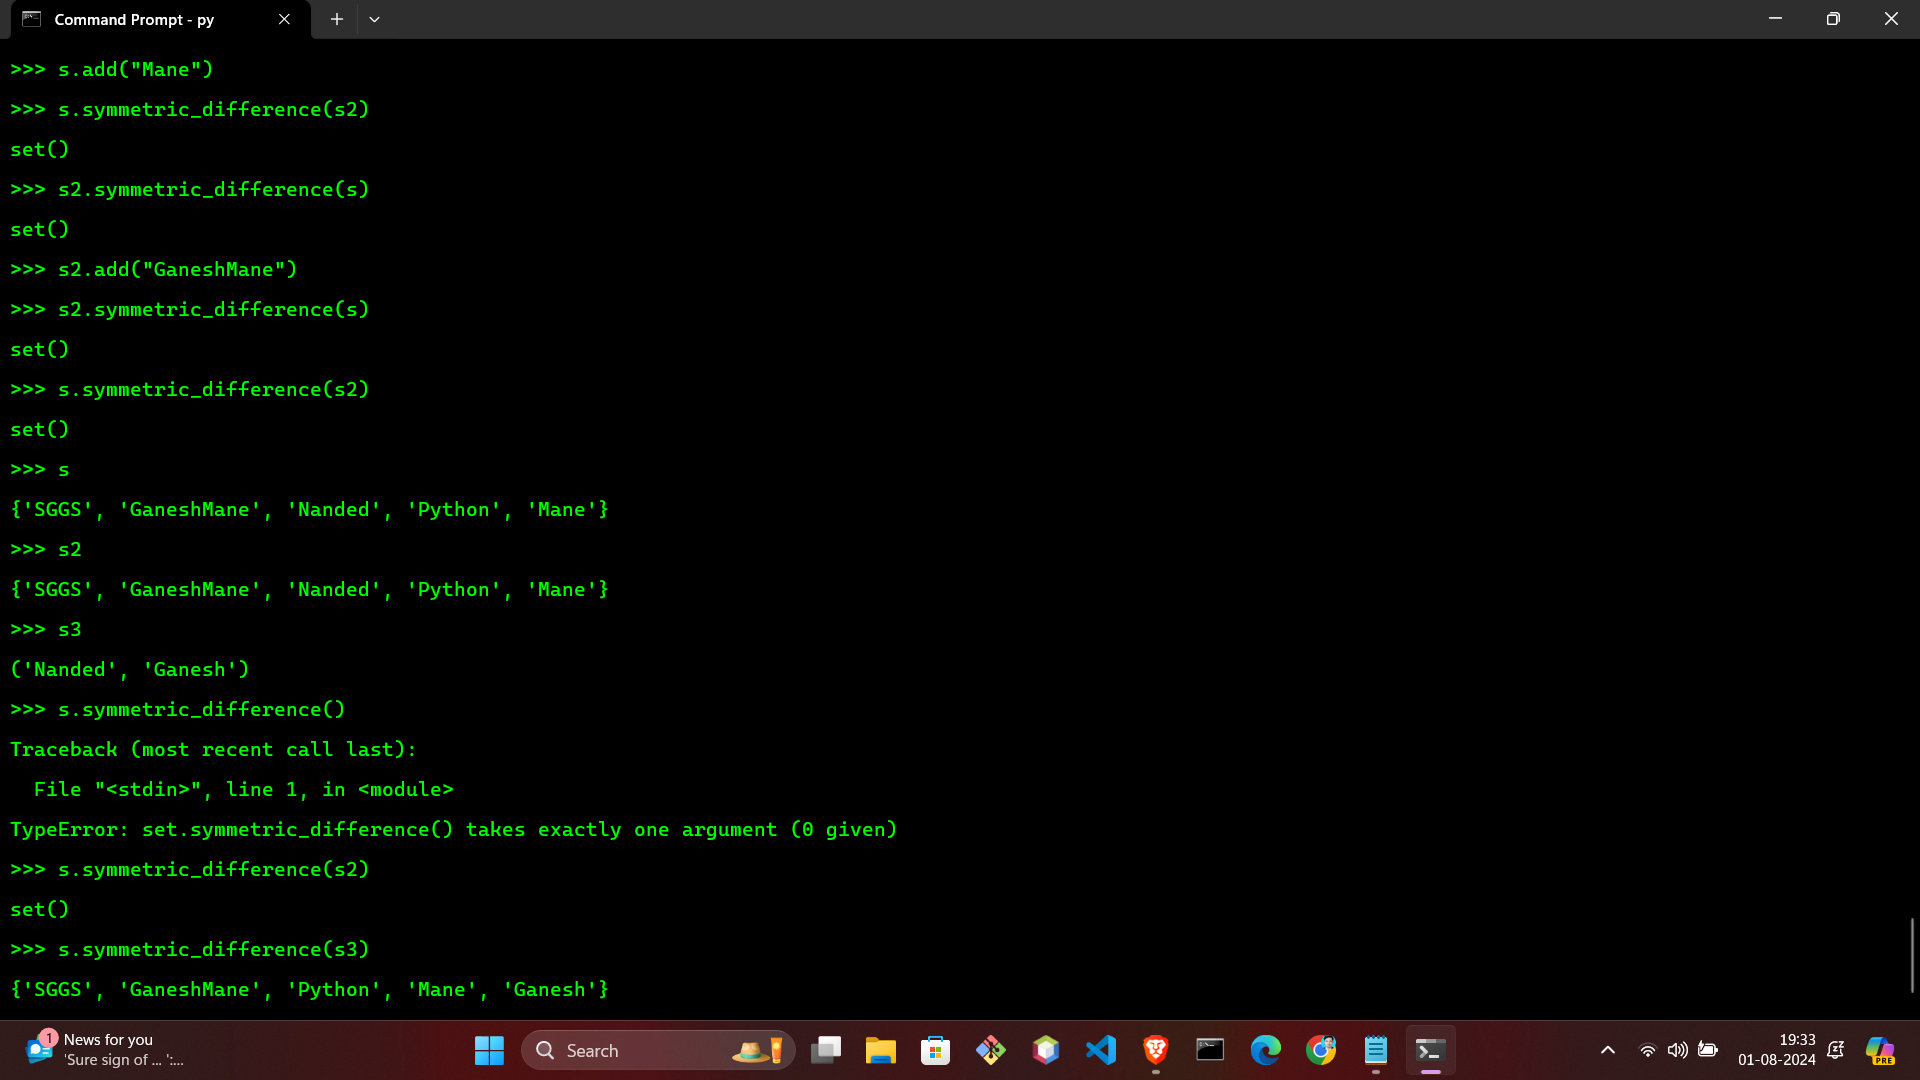 Command Prompt - py
>>> s.add("Mane")
>>> s.symmetric_difference(s2)
set()
>>> s2.symmetric_difference(s)
set()
>>> s2.add("GaneshMane")
>>> s2.symmetric_difference(s)
set()
>>> s.symmetric_difference(s2)
set()
>>> s
{'SGGS', 'GaneshMane', 'Nanded', 'Python', 'Mane'}
>>> s2
{'SGGS', 'GaneshMane', 'Nanded', 'Python', 'Mane'}
>>> s3
('Nanded', 'Ganesh')
>>> s.symmetric_difference()
Traceback (most recent call last):
  File "<stdin>", line 1, in <module>
TypeError: set.symmetric_difference() takes exactly one argument (0 given)
>>> s.symmetric_difference(s2)
set()
>>> s.symmetric_difference(s3)
{'SGGS', 'GaneshMane', 'Python', 'Mane', 'Ganesh'}
1
News for you
'Sure sign of ... ':...
Search
19:33
01-08-2024
PRE